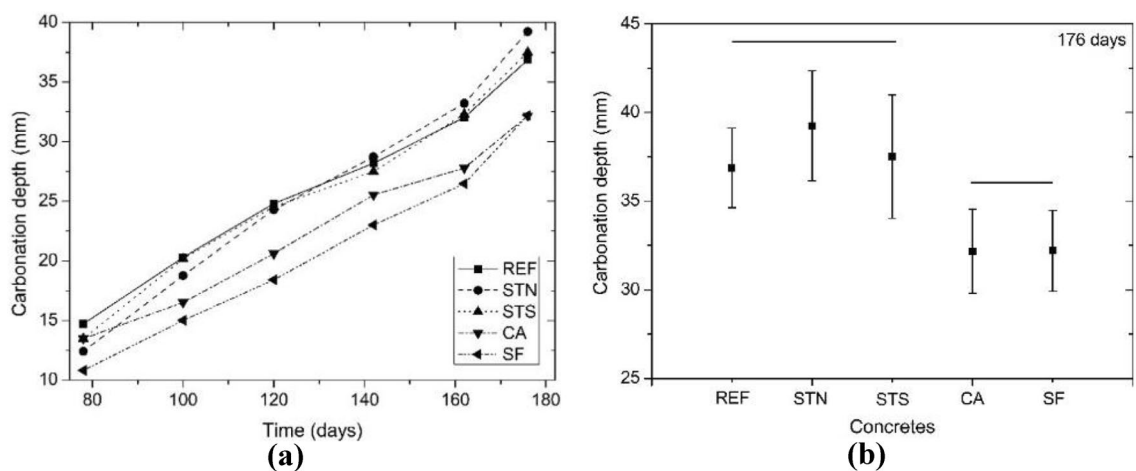 40
35
30
25
20
15
10
Carbonation depth (mm)
REF
STN
STS
CA
SF
80 100 120 140 160 180
Time (days)
(a)
45
40
35
30
25
Carbonation depth (mm)
176 days
REF STN STS CA SF
Concretes
(b)